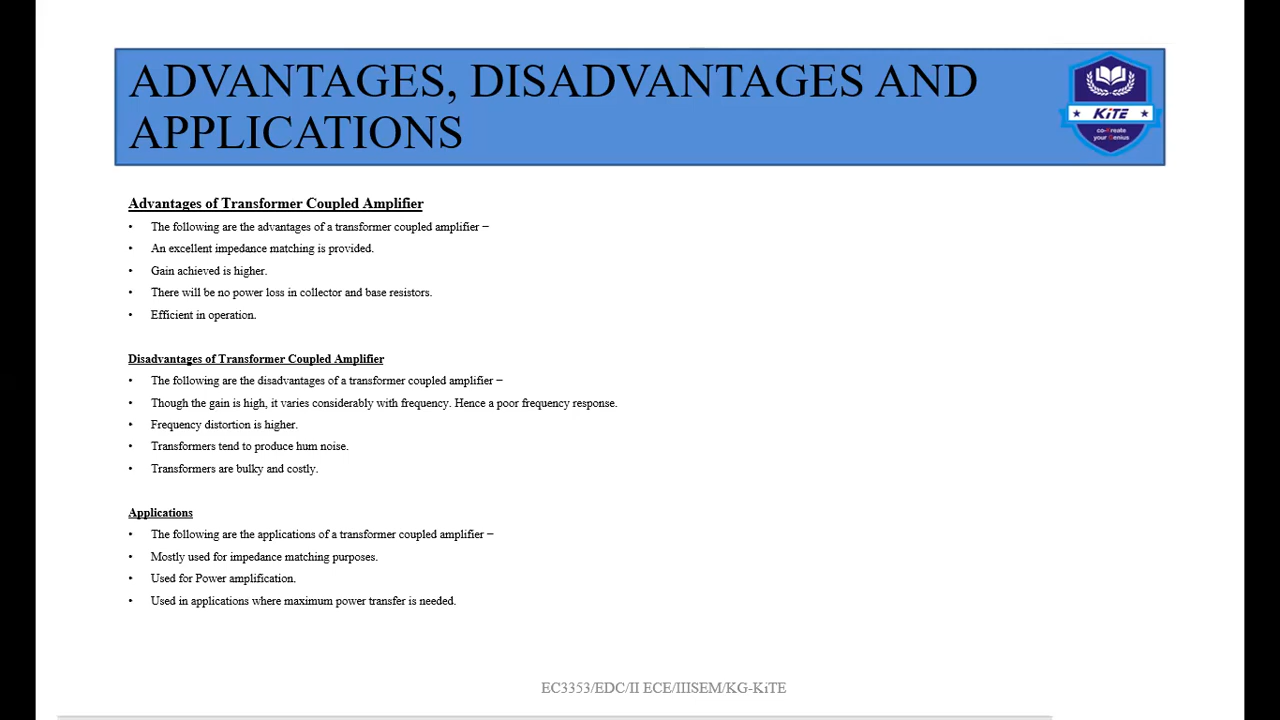 ADVANTAGES, DISADVANTAGES AND
APPLICATIONS
KiTE
co-Kreate
your Genius
Advantages of Transformer Coupled Amplifier
• The following are the advantages of a transformer coupled amplifier −
• An excellent impedance matching is provided.
• Gain achieved is higher.
• There will be no power loss in collector and base resistors.
• Efficient in operation.
Disadvantages of Transformer Coupled Amplifier
• The following are the disadvantages of a transformer coupled amplifier −
• Though the gain is high, it varies considerably with frequency. Hence a poor frequency response.
• Frequency distortion is higher.
• Transformers tend to produce hum noise.
• Transformers are bulky and costly.
Applications
• The following are the applications of a transformer coupled amplifier −
• Mostly used for impedance matching purposes.
• Used for Power amplification.
• Used in applications where maximum power transfer is needed.
EC3353/EDC/II ECE/IIISEM/KG-KiTE